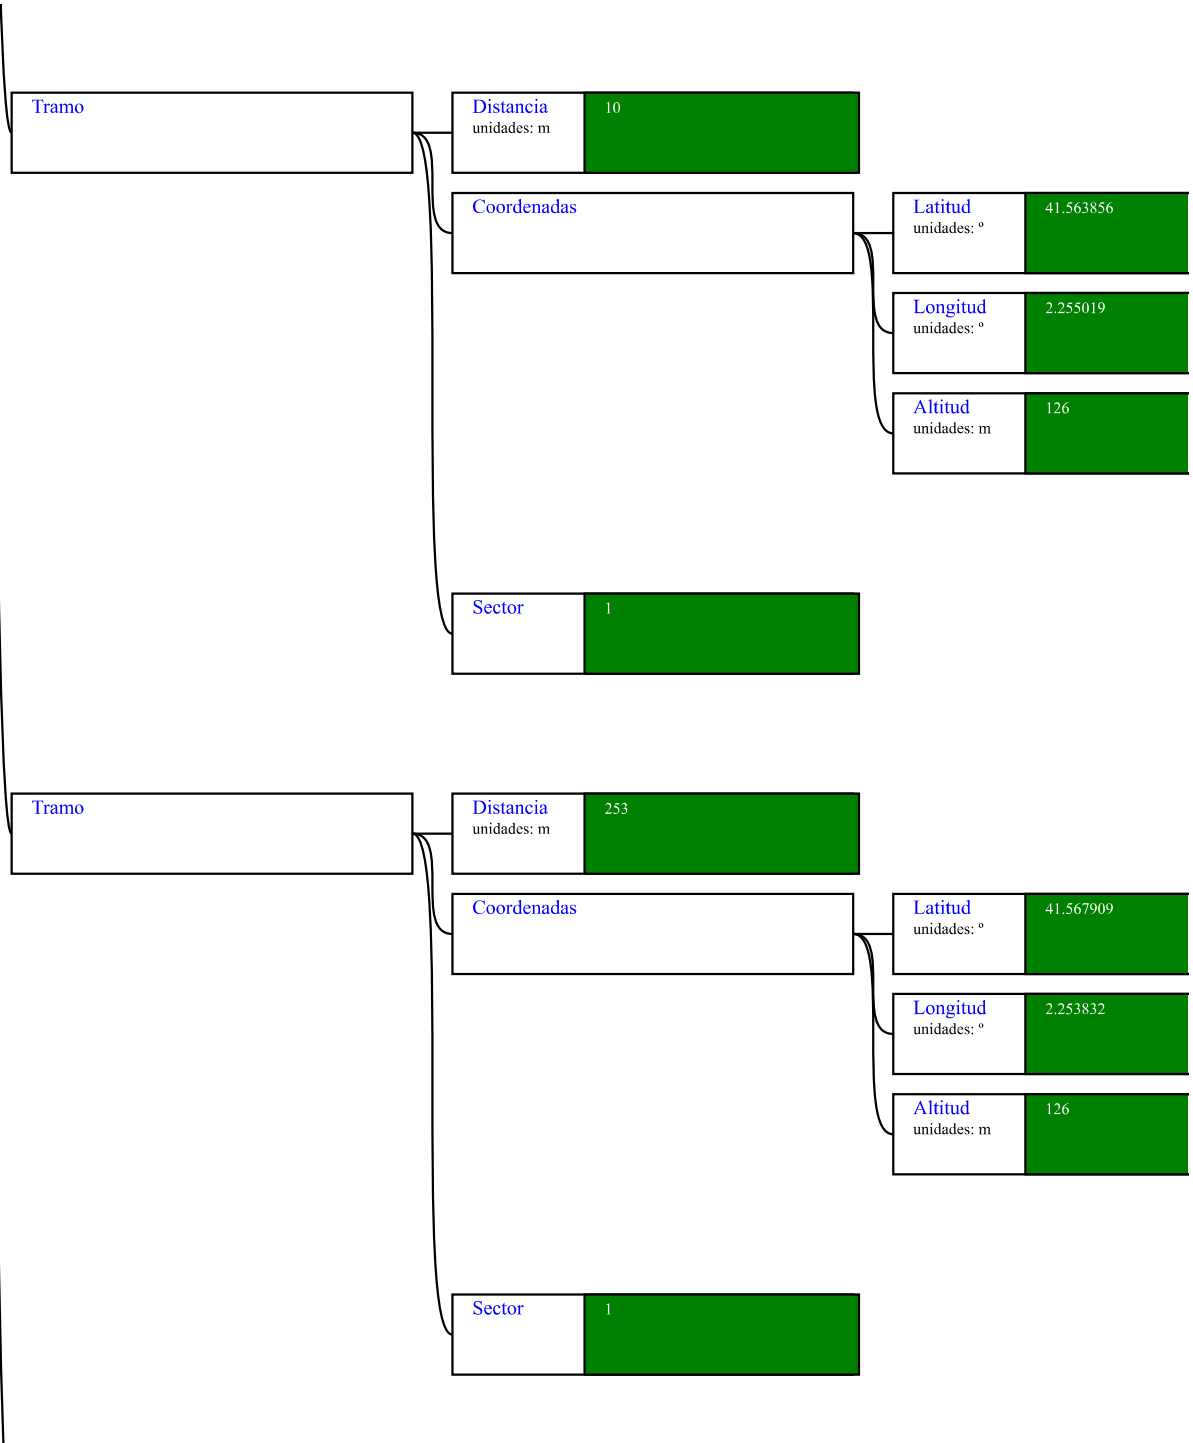 Tramo
Distancia
unidades: m
10
Coordenadas
Latitud
unidades: º
41.563856
Longitud
unidades: º
2.255019
Altitud
unidades: m
126
Sector
1
Tramo
Distancia
unidades: m
253
Coordenadas
Latitud
unidades: º
41.567909
Longitud
unidades: º
2.253832
Altitud
unidades: m
126
Sector
1